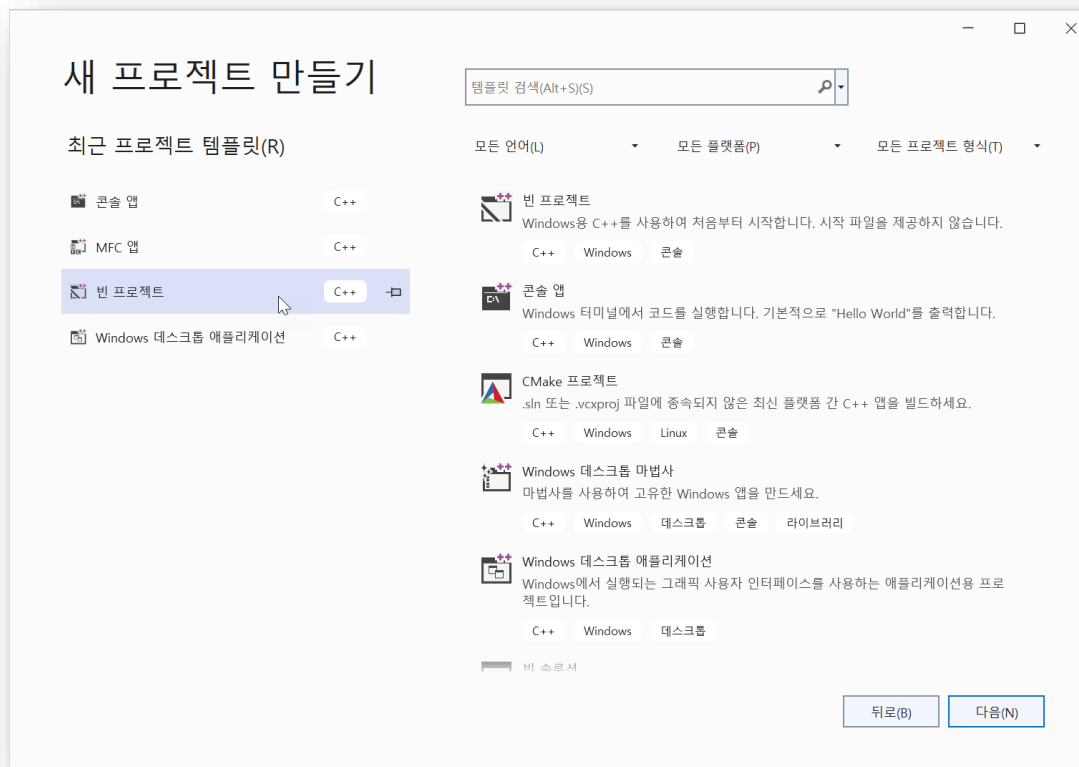 새 프로젝트 만들기
템플릿 검색(Alt+S)(S)
최근 프로젝트 템플릿(R)
모든 언어(L)
모든 플랫폼(P)
모든 프로젝트 형식(T)
콘솔 앱
C++
MFC 앱
C++
빈 프로젝트
C++
Windows 데스크톱 애플리케이션
C++
빈 프로젝트
Windows용 C++를 사용하여 처음부터 시작합니다. 시작 파일을 제공하지 않습니다.
C++ Windows 콘솔
콘솔 앱
Windows 터미널에서 코드를 실행합니다. 기본적으로 "Hello World"를 출력합니다.
C++ Windows 콘솔
CMake 프로젝트
.sln 또는 .vcxproj 파일에 종속되지 않은 최신 플랫폼 간 C++ 앱을 빌드하세요.
C++ Windows Linux 콘솔
Windows 데스크톱 마법사
마법사를 사용하여 고유한 Windows 앱을 만드세요.
C++ Windows 데스크톱 콘솔 라이브러리
Windows 데스크톱 애플리케이션
Windows에서 실행되는 그래픽 사용자 인터페이스를 사용하는 애플리케이션용 프로
젝트입니다.
C++ Windows 데스크톱
빈 솔루션
뒤로(B)
다음(N)